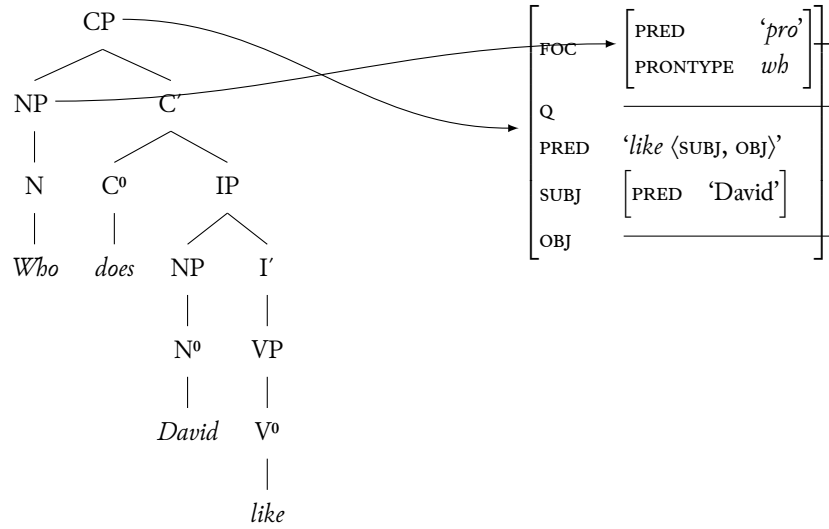 CP
FOC PRED ‘pro’
PRONTYPE wh
NP C′
Q
PRED ‘like ⟨SUBJ, OBJ⟩’
N C⁰ IP
SUBJ PRED ‘David’
OBJ
Who does NP I′
N⁰ VP
David V⁰
like